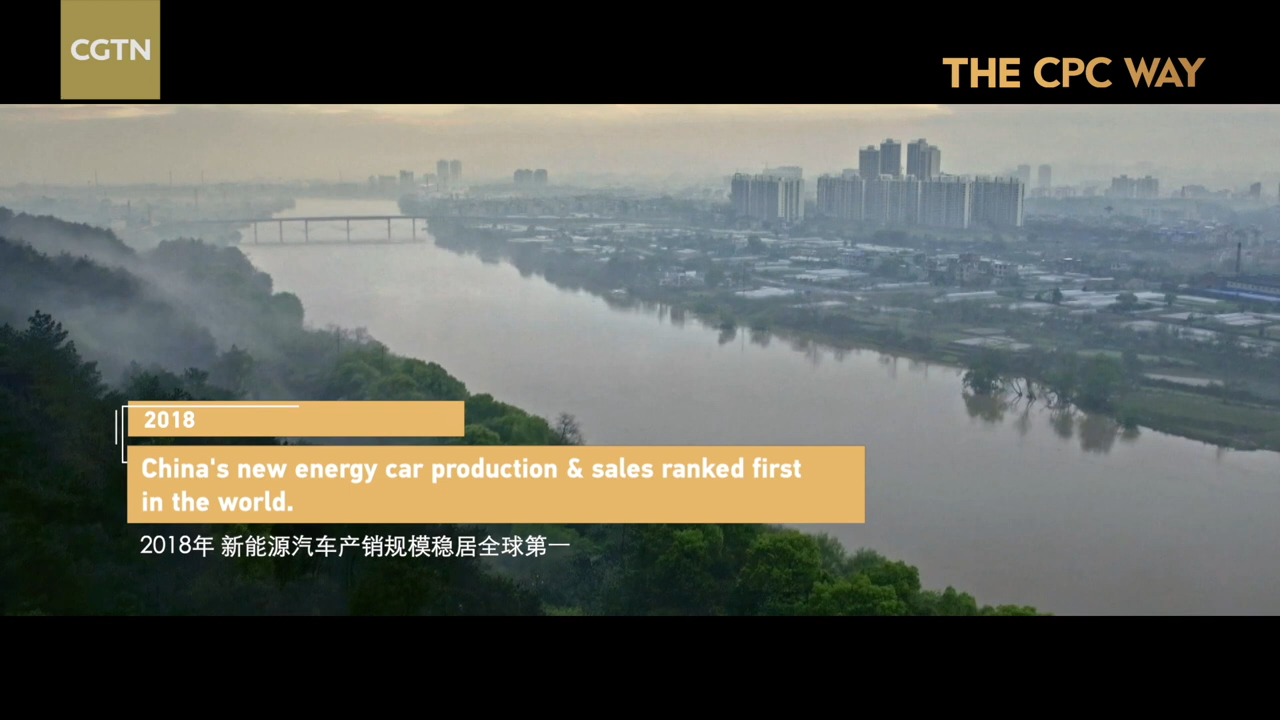 CGTN
THE CPC WAY
2018
China's new energy car production & sales ranked first
in the world.
2018年 新能源汽车产销规模稳居全球第一